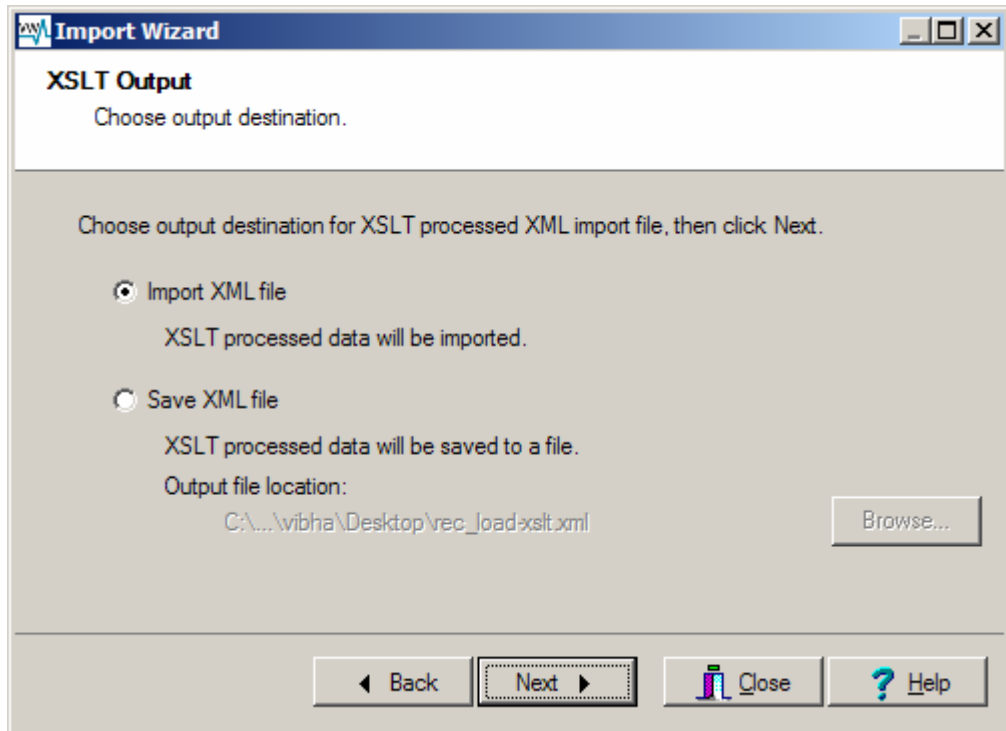 Import Wizard
XSLT Output
Choose output destination.
Choose output destination for XSLT processed XML import file, then click Next.
Import XML file
XSLT processed data will be imported.
Save XML file
XSLT processed data will be saved to a file.
Output file location:
C:\...\vibha\Desktop\rec_load-xslt.xml
Browse...
Back
Next
Close
Help